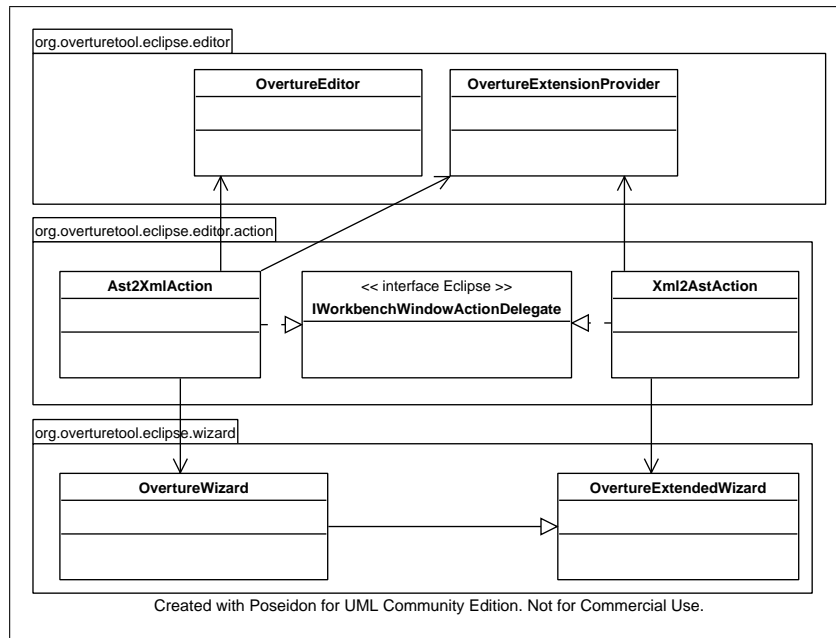 org.overturetool.eclipse.editor
OvertureEditor
OvertureExtensionProvider
org.overturetool.eclipse.editor.action
Ast2XmlAction
<< interface Eclipse >>
IWorkbenchWindowActionDelegate
Xml2AstAction
org.overturetool.eclipse.wizard
OvertureWizard
OvertureExtendedWizard
Created with Poseidon for UML Community Edition. Not for Commercial Use.